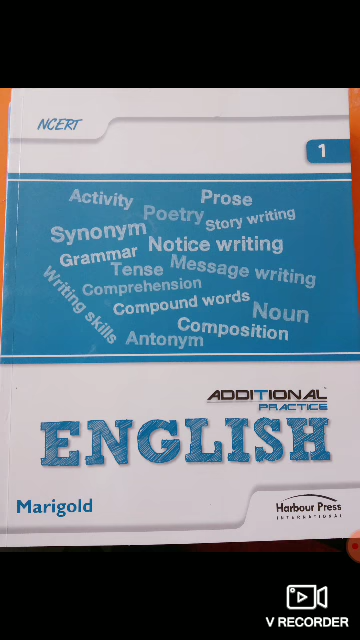 NCERT
1
Activity
Prose
Poetry
Story writing
Synonym
Notice writing
Grammar
Tense
Message writing
Writing skills
Comprehension
Compound words
Noun
Composition
Antonym
ADDITIONAL
PRACTICE
ENGLISH
Marigold
Harbour Press
INTERNATIONAL
V RECORDER